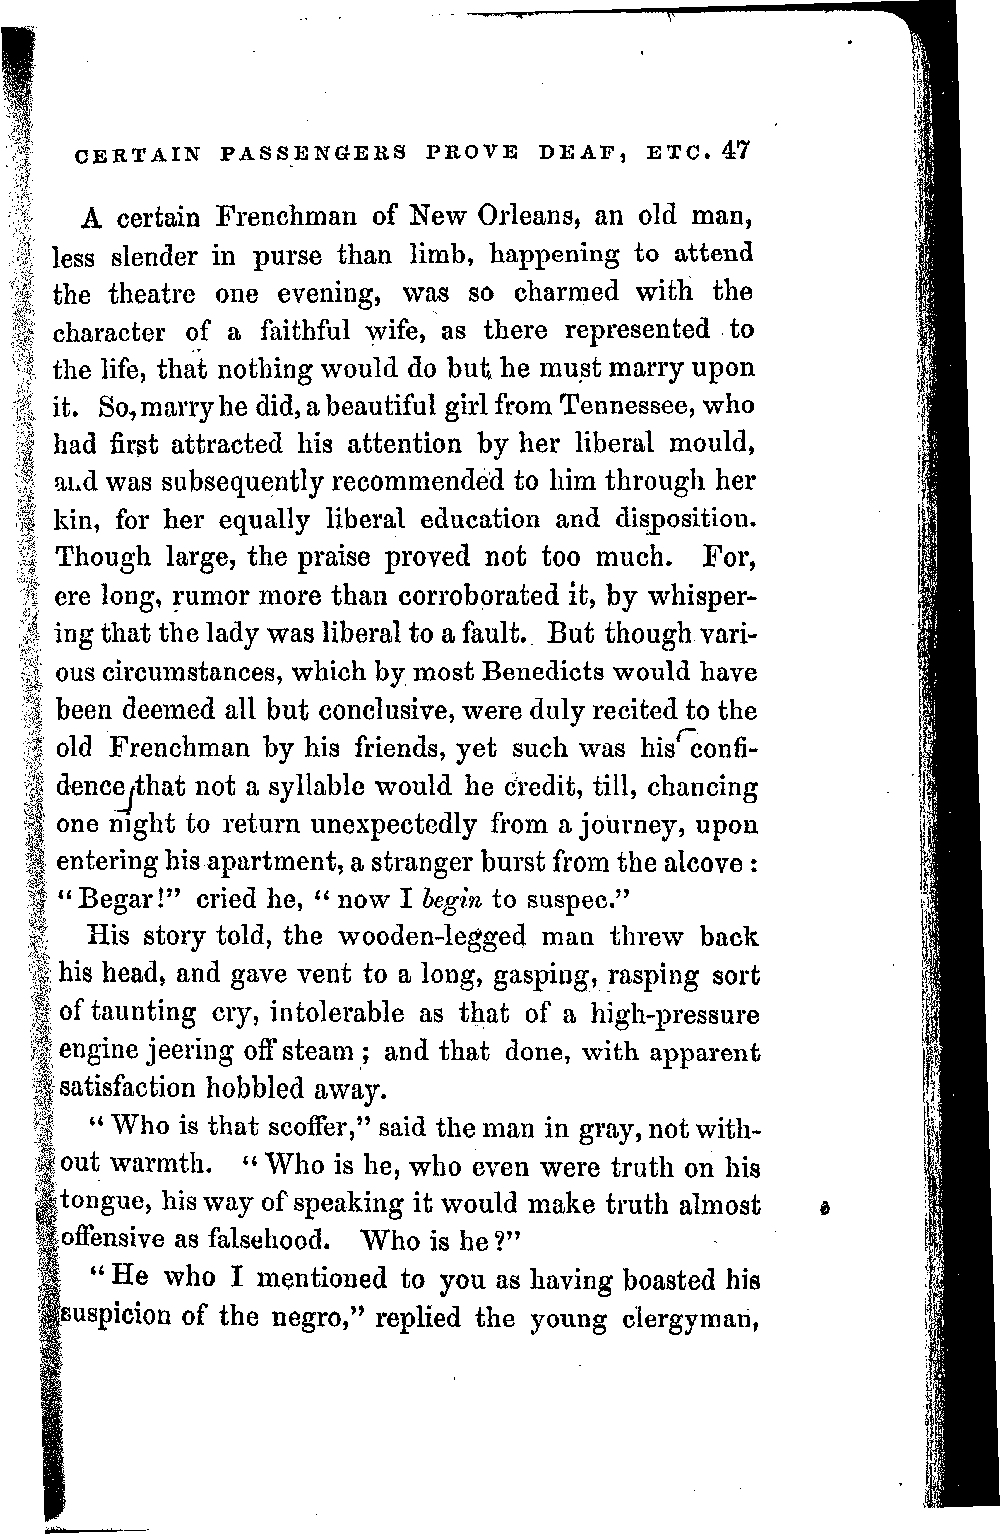 CERTAIN PASSENGERS PROVE DEAF, ETC. 47
A certain Frenchman of New Orleans, an old man,
less slender in purse than limb, happening to attend
the theatre one evening, was so charmed with the
character of a faithful wife, as there represented to
the life, that nothing would do but he must marry upon
it. So, marry he did, a beautiful girl from Tennessee, who
had first attracted his attention by her liberal mould,
and was subsequently recommended to him through her
kin, for her equally liberal education and disposition.
Though large, the praise proved not too much. For,
ere long, rumor more than corroborated it, by whisper-
ing that the lady was liberal to a fault. But though vari-
ous circumstances, which by most Benedicts would have
been deemed all but conclusive, were duly recited to the
old Frenchman by his friends, yet such was his confi-
dence that not a syllable would he credit, till, chancing
one night to return unexpectedly from a journey, upon
entering his apartment, a stranger burst from the alcove :
"Begar!" cried he, "now I begin to suspec."
His story told, the wooden-legged man threw back
his head, and gave vent to a long, gasping, rasping sort
of taunting cry, intolerable as that of a high-pressure
engine jeering off steam ; and that done, with apparent
satisfaction hobbled away.
"Who is that scoffer," said the man in gray, not with-
out warmth. "Who is he, who even were truth on his
tongue, his way of speaking it would make truth almost
offensive as falsehood. Who is he ?"
"He who I mentioned to you as having boasted his
suspicion of the negro," replied the young clergyman,